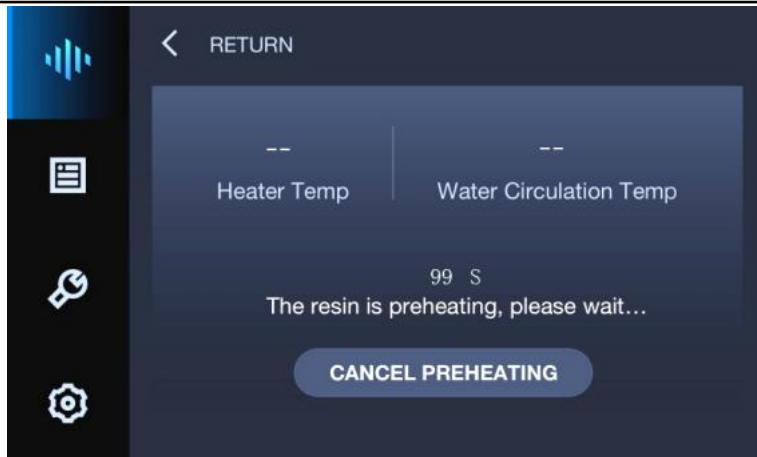 RETURN
-- --
Heater Temp Water Circulation Temp
99 S
The resin is preheating, please wait...
CANCEL PREHEATING